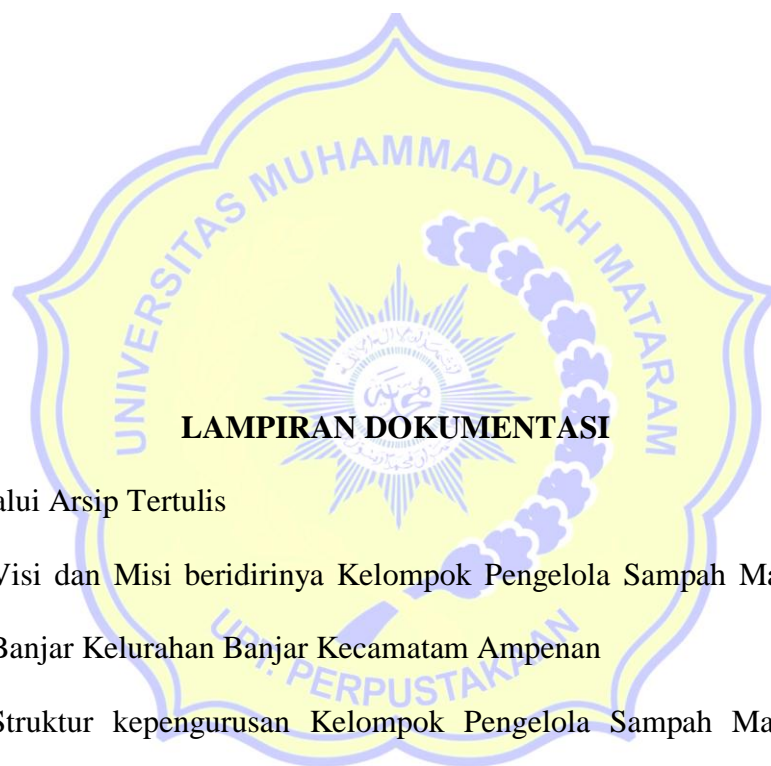 UNIVERSITAS MUHAMMADIYAH MATARAM
LAMPIRAN DOKUMENTASI
alui Arsip Tertulis
Visi dan Misi beridirinya Kelompok Pengelola Sampah Ma
Banjar Kelurahan Banjar Kecamatam Ampenan
UPT. PERPUSTAKAAN
Struktur kepengurusan Kelompok Pengelola Sampah Ma